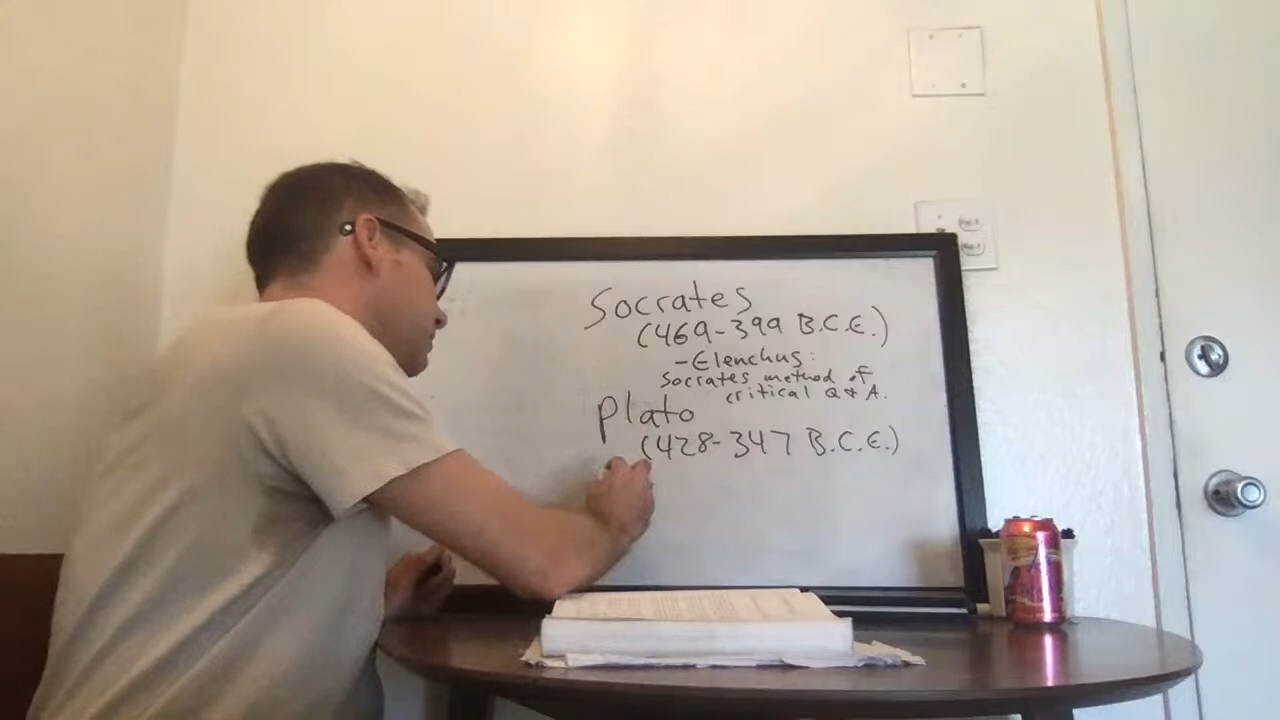 Socrates
(469-399 B.C.E.)
-Elenchus:
Socrates method of
critical Q & A.
Plato
(428-347 B.C.E.)